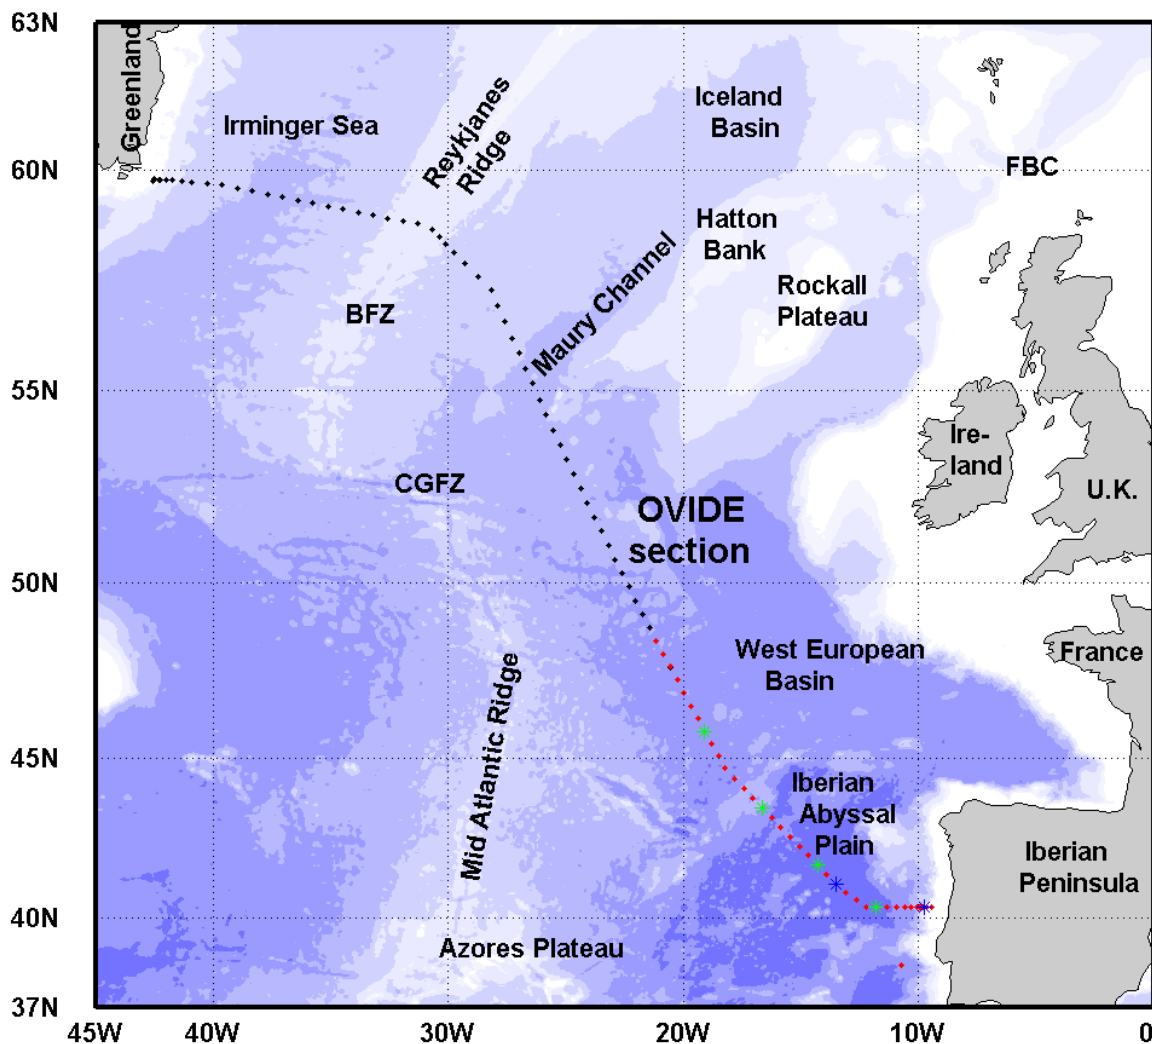 63N
Greenland
Irminger Sea
Reykjanes
Ridge
Iceland
Basin
60N
FBC
Hatton
Bank
Rockall
Plateau
BFZ
Maury Channel
55N
Ire-
land
CGFZ
U.K.
OVIDE
section
50N
West European
Basin
France
Mid Atlantic Ridge
45N
Iberian
Abyssal
Plain
Iberian
Peninsula
40N
Azores Plateau
37N
45W 40W 30W 20W 10W 0